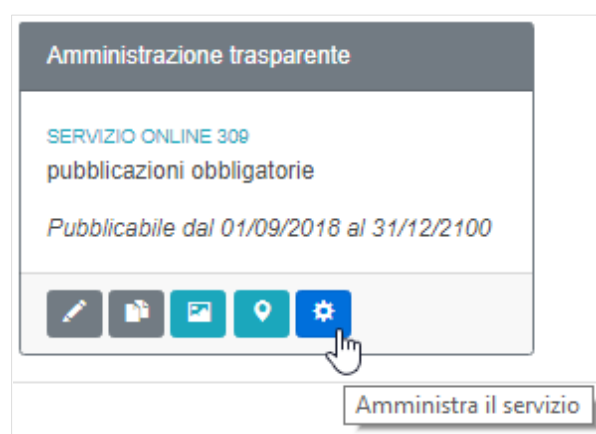 Amministrazione trasparente
SERVIZIO ONLINE 309
pubblicazioni obbligatorie
Pubblicabile dal 01/09/2018 al 31/12/2100
Amministra il servizio